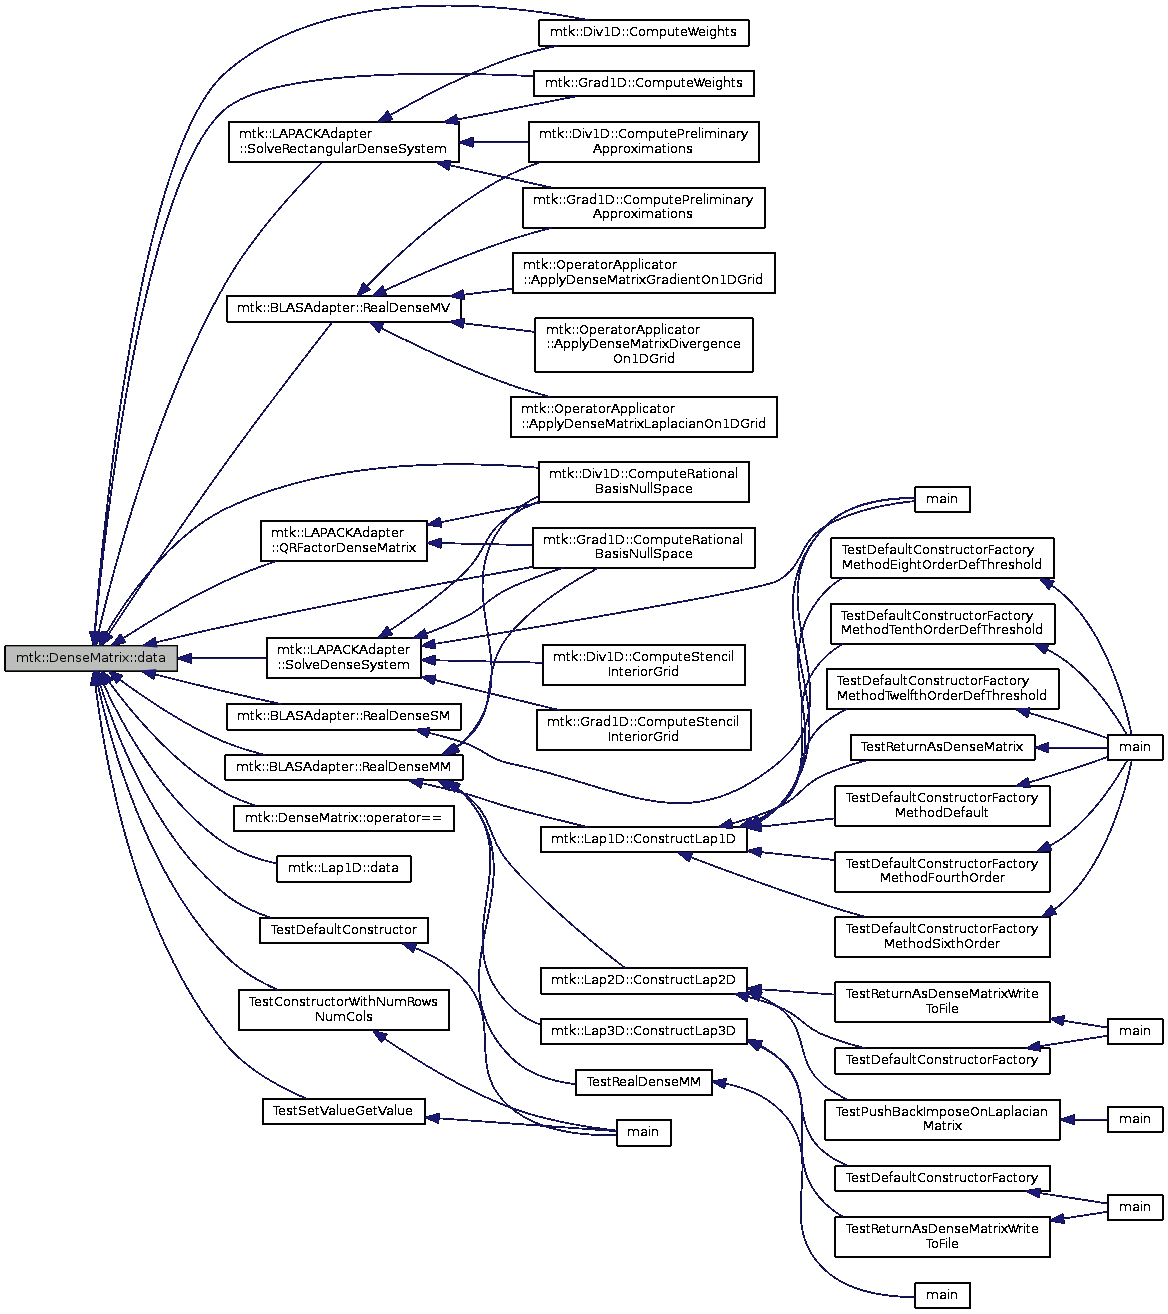 mtk::Div1D::ComputeWeights
mtk::Grad1D::ComputeWeights
mtk::LAPACKAdapter
::SolveRectangularDenseSystem
mtk::Div1D::ComputePreliminary
Approximations
mtk::Grad1D::ComputePreliminary
Approximations
mtk::OperatorApplicator
::ApplyDenseMatrixGradientOn1DGrid
mtk::BLASAdapter::RealDenseMV
mtk::OperatorApplicator
::ApplyDenseMatrixDivergence
On1DGrid
mtk::OperatorApplicator
::ApplyDenseMatrixLaplacianOn1DGrid
mtk::Div1D::ComputeRational
BasisNullSpace
main
mtk::LAPACKAdapter
::QRFactorDenseMatrix
mtk::Grad1D::ComputeRational
BasisNullSpace
TestDefaultConstructorFactory
MethodEightOrderDefThreshold
TestDefaultConstructorFactory
MethodTenthOrderDefThreshold
mtk::DenseMatrix::data
mtk::LAPACKAdapter
::SolveDenseSystem
mtk::Div1D::ComputeStencil
InteriorGrid
TestDefaultConstructorFactory
MethodTwelfthOrderDefThreshold
mtk::BLASAdapter::RealDenseSM
mtk::Grad1D::ComputeStencil
InteriorGrid
TestReturnAsDenseMatrix
main
mtk::BLASAdapter::RealDenseMM
TestDefaultConstructorFactory
MethodDefault
mtk::DenseMatrix::operator==
mtk::Lap1D::ConstructLap1D
mtk::Lap1D::data
TestDefaultConstructorFactory
MethodFourthOrder
TestDefaultConstructor
TestDefaultConstructorFactory
MethodSixthOrder
mtk::Lap2D::ConstructLap2D
TestConstructorWithNumRows
NumCols
TestReturnAsDenseMatrixWrite
ToFile
mtk::Lap3D::ConstructLap3D
main
TestDefaultConstructorFactory
TestRealDenseMM
TestSetValueGetValue
TestPushBackImposeOnLaplacian
Matrix
main
main
TestDefaultConstructorFactory
main
TestReturnAsDenseMatrixWrite
ToFile
main